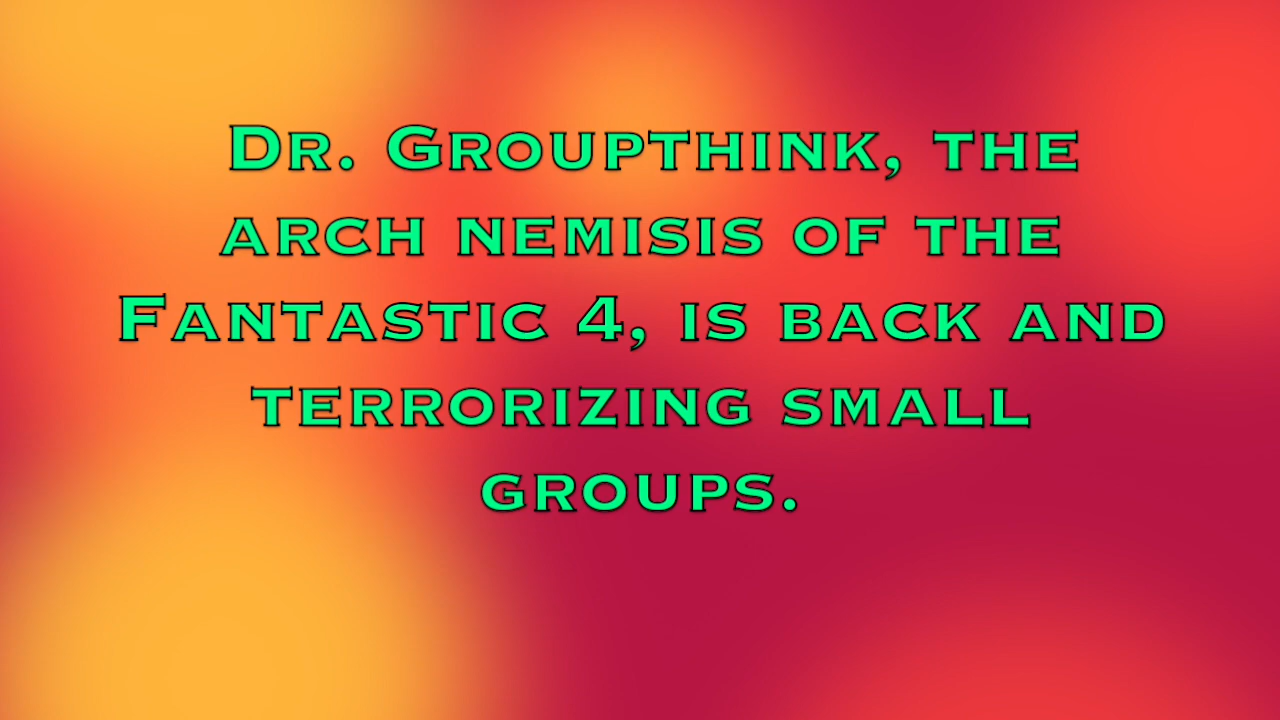 Dr. Groupthink, the
arch nemisis of the
Fantastic 4, is back and
terrorizing small
groups.